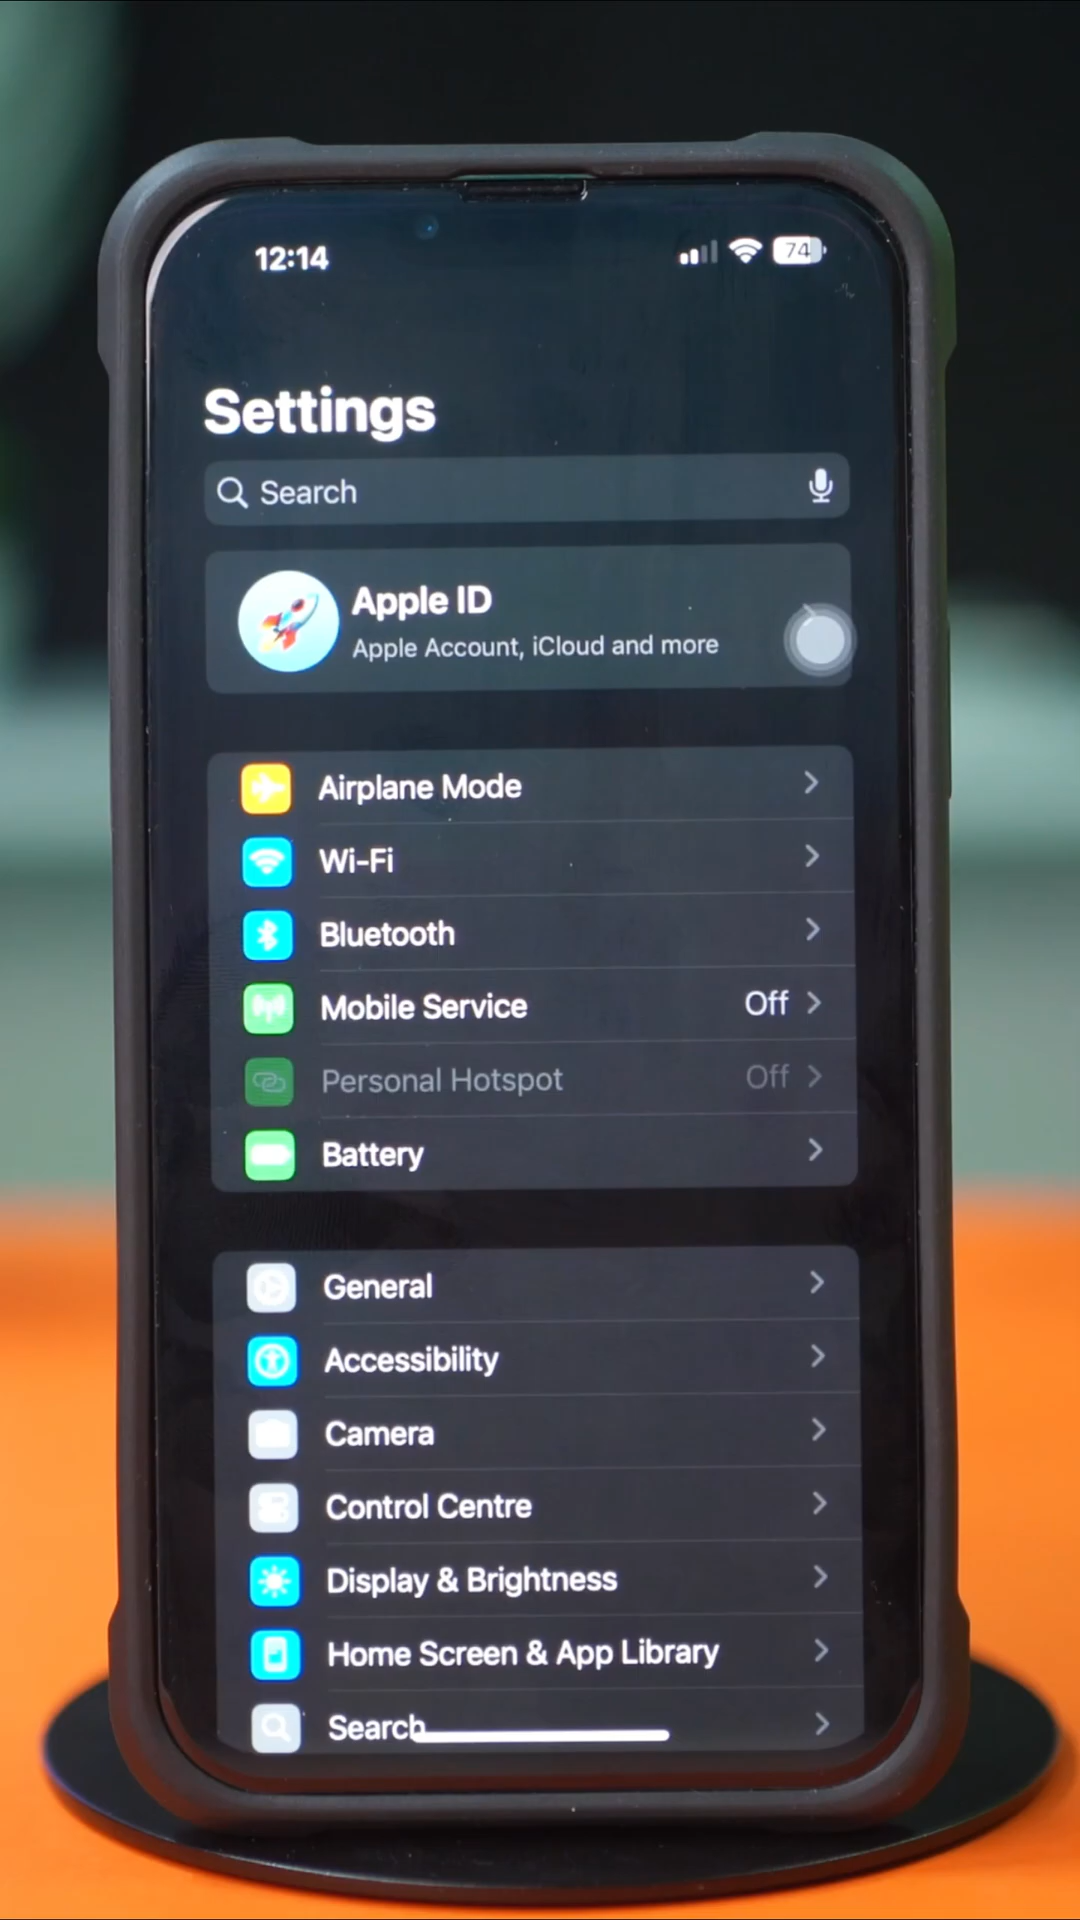 12:14
74
Settings
Search
Apple ID
Apple Account, iCloud and more
Airplane Mode
Wi-Fi
Bluetooth
Mobile Service Off
Personal Hotspot Off
Battery
General
Accessibility
Camera
Control Centre
Display & Brightness
Home Screen & App Library
Search